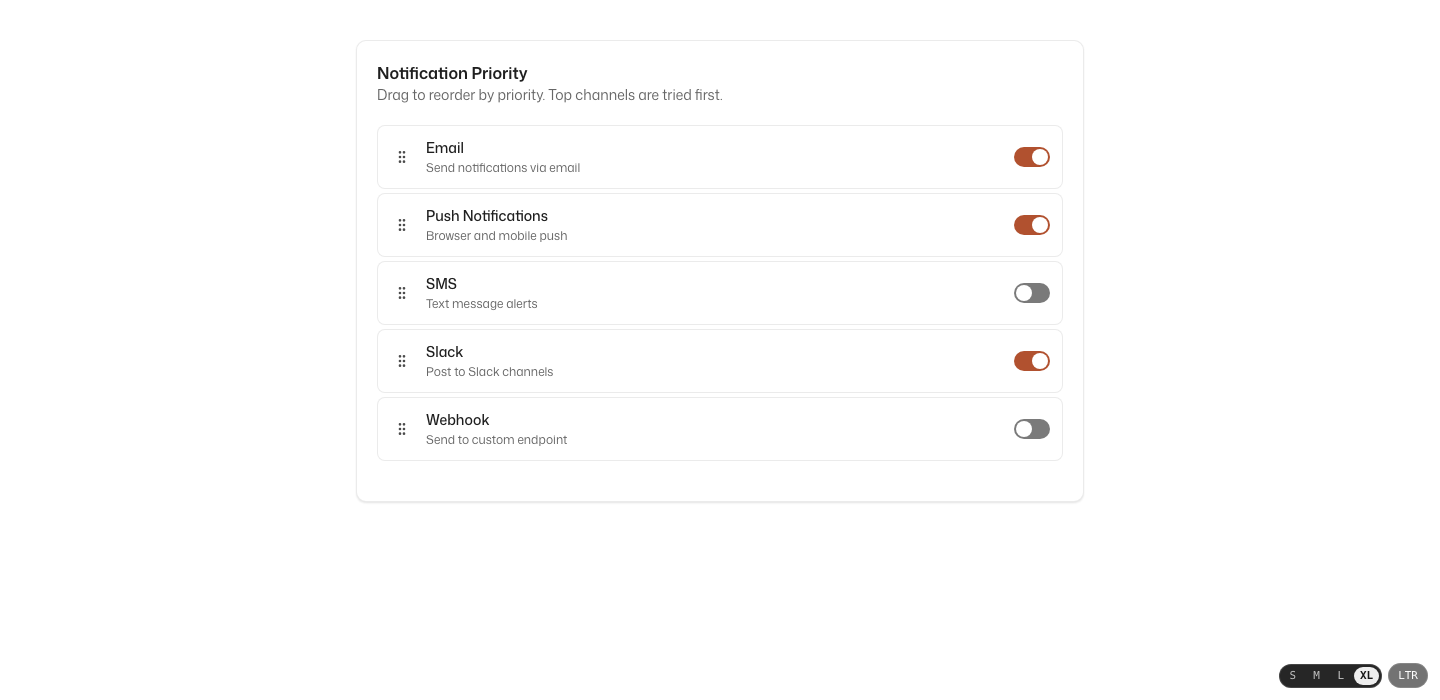 Notification Priority
Drag to reorder by priority. Top channels are tried first.
Email
Send notifications via email
Push Notifications
Browser and mobile push
SMS
Text message alerts
Slack
Post to Slack channels
Webhook
Send to custom endpoint
S M L XL LTR